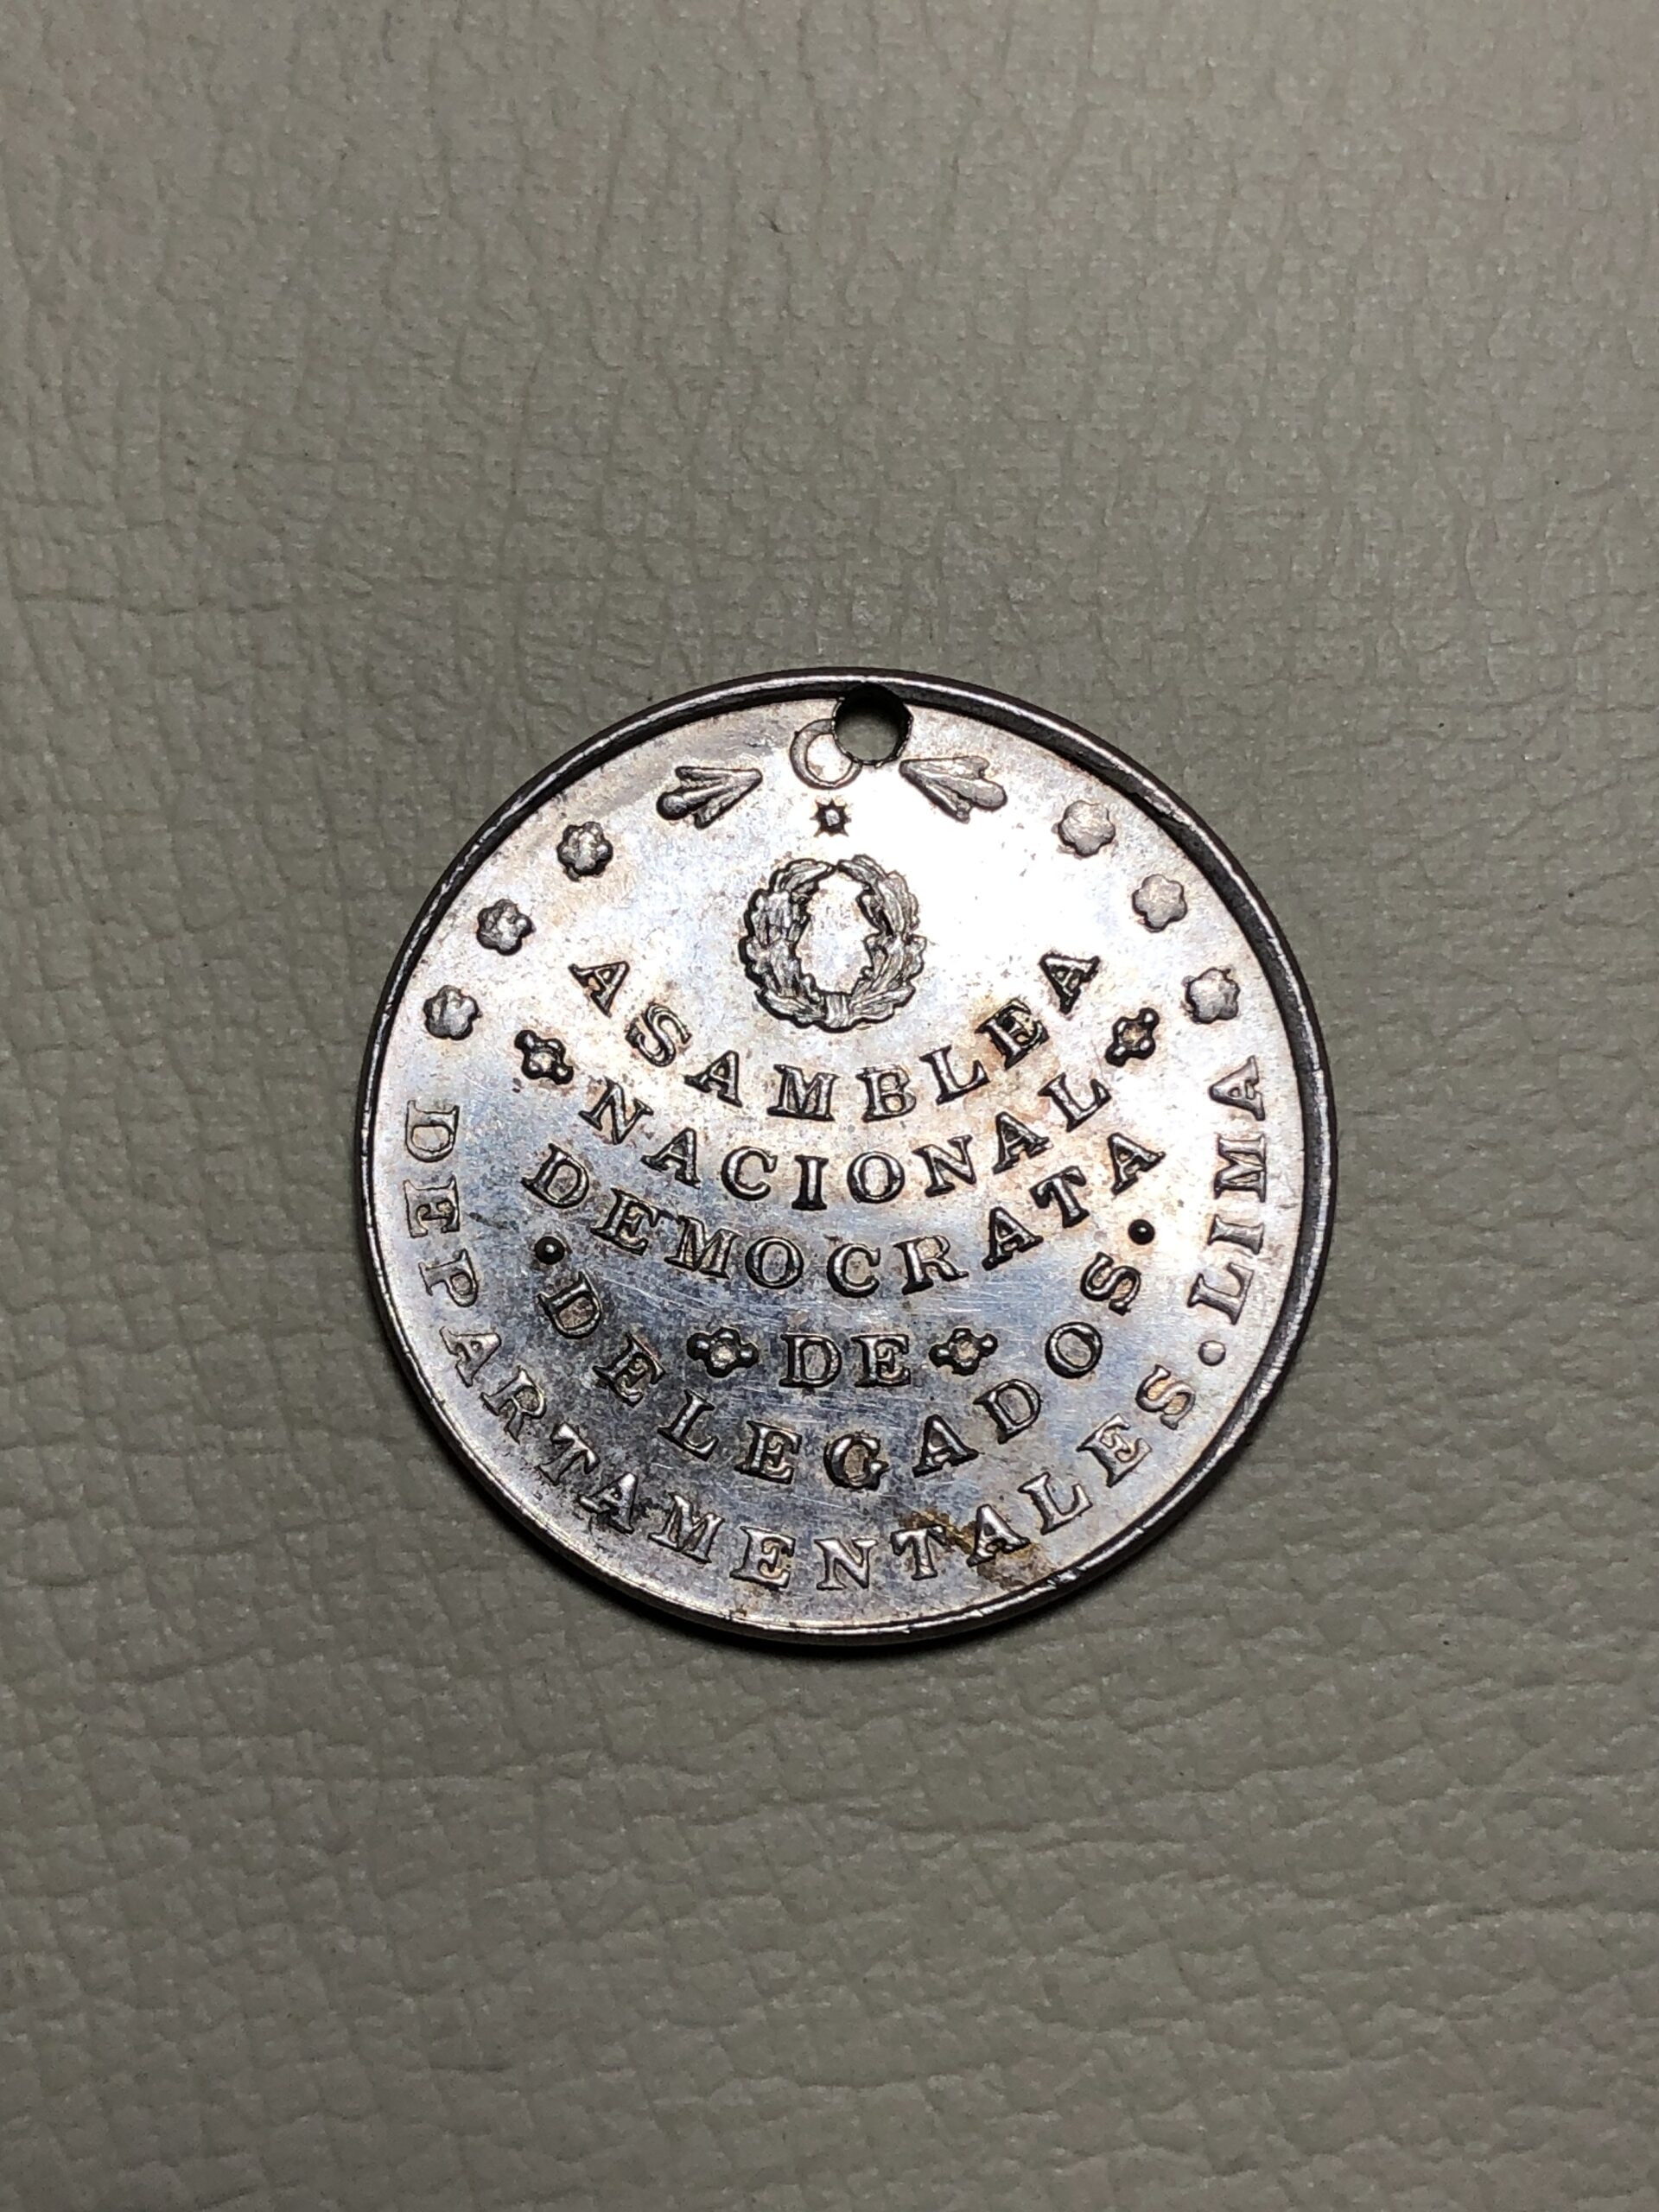 ASAMBLEA
NACIONAL
DEMOCRATA
DE
·DELEGADOS·
DEPARTAMENTALES·LIMA